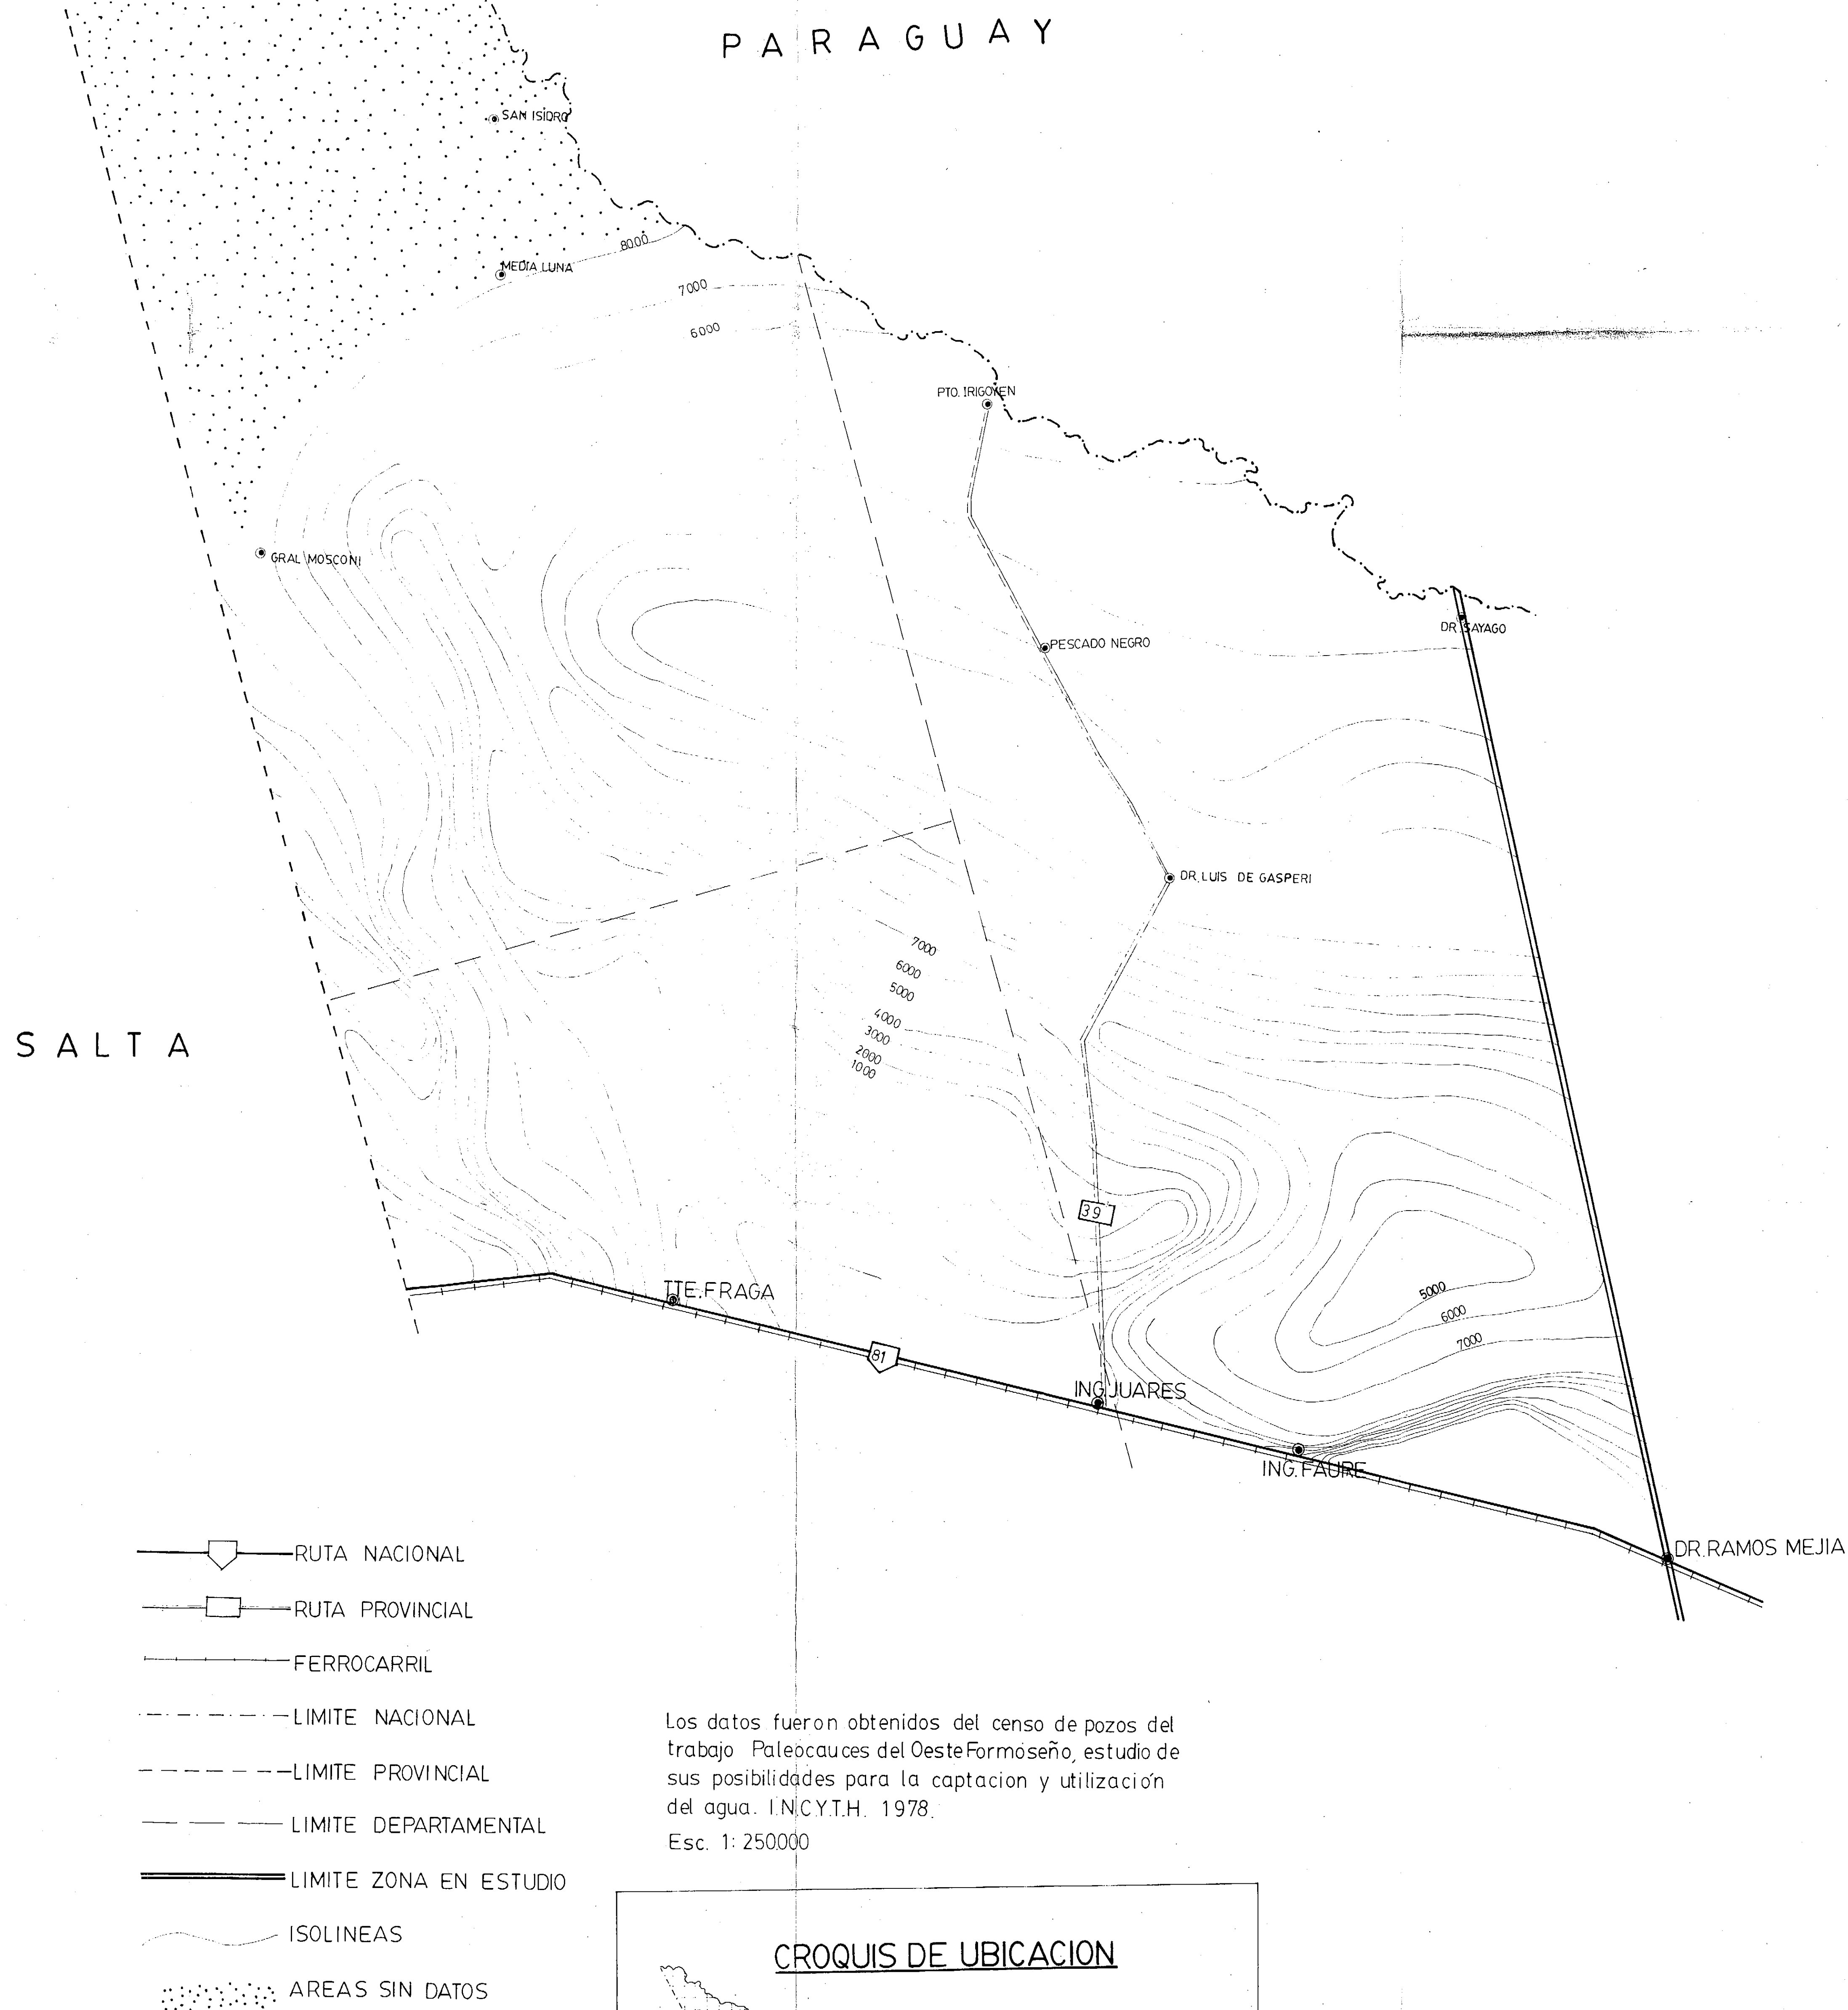 PARAGUAY
SAN ISIDRO
8000
MEDIA LUNA
7000
6000
PTO. IRIGOYEN
GRAL MOSCONI
DR. SAYAGO
PESCADO NEGRO
DR. LUIS DE GASPERI
7000
6000
5000
4000
3000
2000
1000
SALTA
39
TTE. FRAGA
5000
6000
7000
81
ING. JUARES
ING. FAURE
DR. RAMOS MEJIA
RUTA NACIONAL
RUTA PROVINCIAL
FERROCARRIL
LIMITE NACIONAL
LIMITE PROVINCIAL
LIMITE DEPARTAMENTAL
LIMITE ZONA EN ESTUDIO
ISOLINEAS
AREAS SIN DATOS
Los datos fueron obtenidos del censo de pozos del
trabajo Paleocauces del Oeste Formoseño, estudio de
sus posibilidades para la captacion y utilización
del agua. I.N.C.Y.T.H. 1978.
Esc. 1:250.000
CROQUIS DE UBICACION